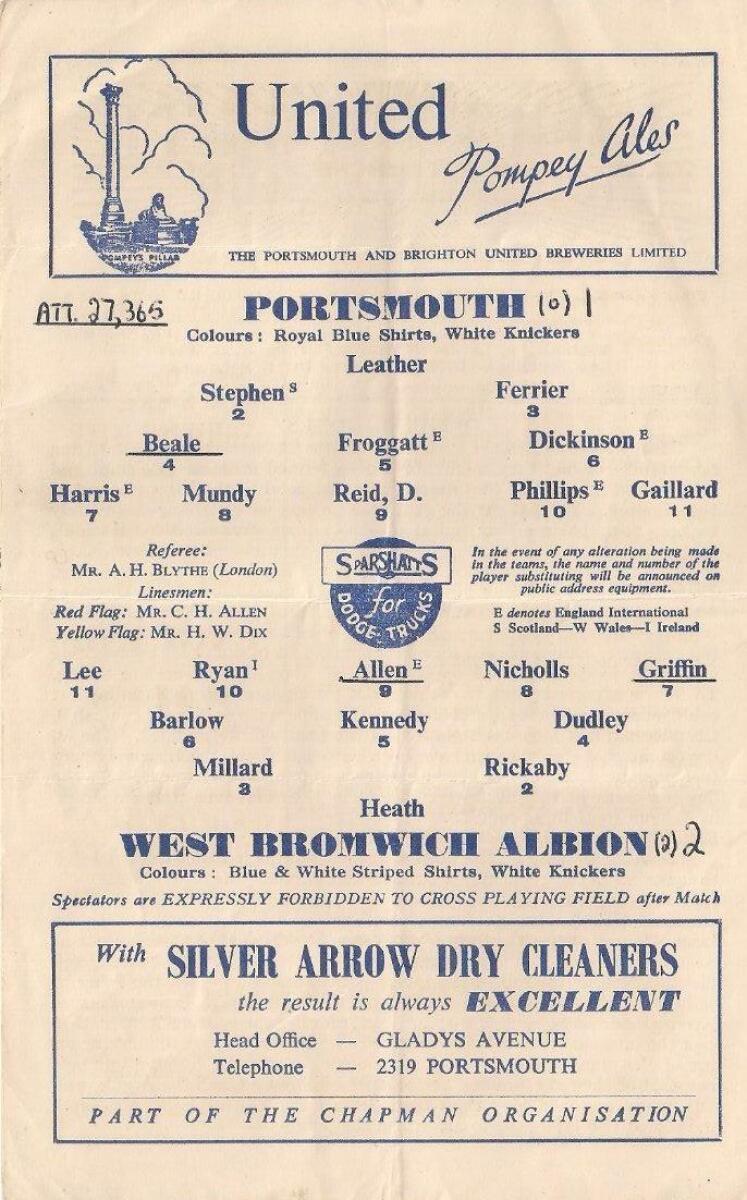 United
Pompey Ales
POMPEY'S PILLAR
THE PORTSMOUTH AND BRIGHTON UNITED BREWERIES LIMITED
ATT. 27,365 PORTSMOUTH (0) 1
Colours: Royal Blue Shirts, White Knickers
Leather
Stephen S Ferrier
2 3
Beale Froggatt E Dickinson E
4 5 6
Harris E Mundy Reid, D. Phillips E Gaillard
7 8 9 10 11
Referee:
MR. A. H. BLYTHE (London)
Linesmen:
Red Flag: MR. C. H. ALLEN
Yellow Flag: MR. H. W. DIX
SPARSHATTS
for
DODGE TRUCKS
In the event of any alteration being made
in the teams, the name and number of the
player substituting will be announced on
public address equipment.
E denotes England International
S Scotland—W Wales—I Ireland
Lee Ryan I Allen E Nicholls Griffin
11 10 9 8 7
Barlow Kennedy Dudley
6 5 4
Millard Rickaby
3 2
Heath
WEST BROMWICH ALBION (2) 2
Colours: Blue & White Striped Shirts, White Knickers
Spectators are EXPRESSLY FORBIDDEN TO CROSS PLAYING FIELD after Match
With SILVER ARROW DRY CLEANERS
the result is always EXCELLENT
Head Office — GLADYS AVENUE
Telephone — 2319 PORTSMOUTH
PART OF THE CHAPMAN ORGANISATION